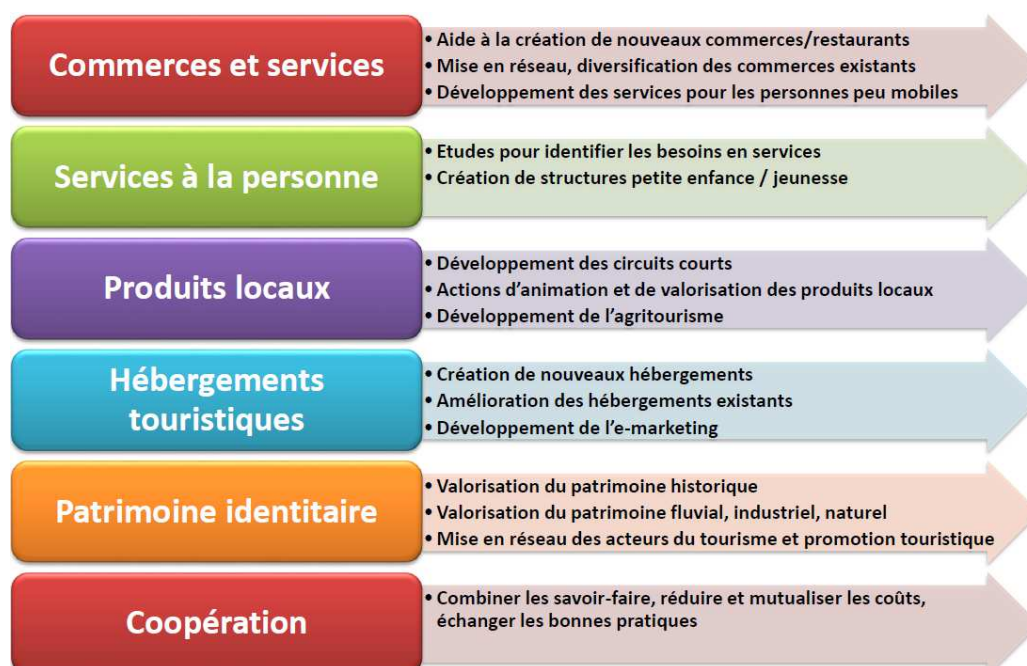 Commerces et services
• Aide à la création de nouveaux commerces/restaurants
• Mise en réseau, diversification des commerces existants
• Développement des services pour les personnes peu mobiles
Services à la personne
• Etudes pour identifier les besoins en services
• Création de structures petite enfance / jeunesse
Produits locaux
• Développement des circuits courts
• Actions d'animation et de valorisation des produits locaux
• Développement de l'agritourisme
Hébergements
touristiques
• Création de nouveaux hébergements
• Amélioration des hébergements existants
• Développement de l'e-marketing
Patrimoine identitaire
• Valorisation du patrimoine historique
• Valorisation du patrimoine fluvial, industriel, naturel
• Mise en réseau des acteurs du tourisme et promotion touristique
Coopération
• Combiner les savoir-faire, réduire et mutualiser les coûts,
échanger les bonnes pratiques